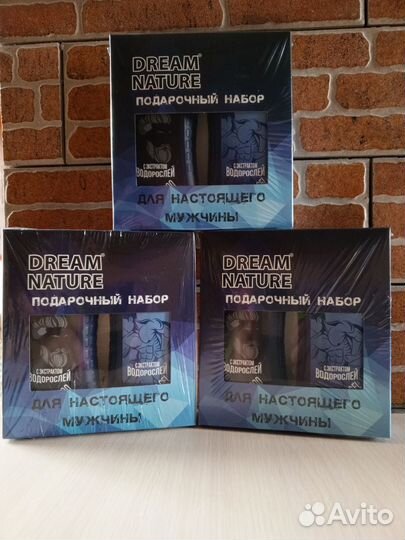 DREAM®
NATURE
ПОДАРОЧНЫЙ НАБОР
С ЭКСТРАКТОМ
ВОДОРОСЛЕЙ
С ЭКСТРАКТОМ
ВОДОРОСЛЕЙ
ДЛЯ НАСТОЯЩЕГО
МУЖЧИНЫ
DREAM®
NATURE
ПОДАРОЧНЫЙ НАБОР
С ЭКСТРАКТОМ
ВОДОРОСЛЕЙ
С ЭКСТРАКТОМ
ВОДОРОСЛЕЙ
ДЛЯ НАСТОЯЩЕГО
МУЖЧИНЫ
DREAM®
NATURE
ПОДАРОЧНЫЙ НАБОР
С ЭКСТРАКТОМ
ВОДОРОСЛЕЙ
С ЭКСТРАКТОМ
ВОДОРОСЛЕЙ
ДЛЯ НАСТОЯЩЕГО
МУЖЧИНЫ
Avito